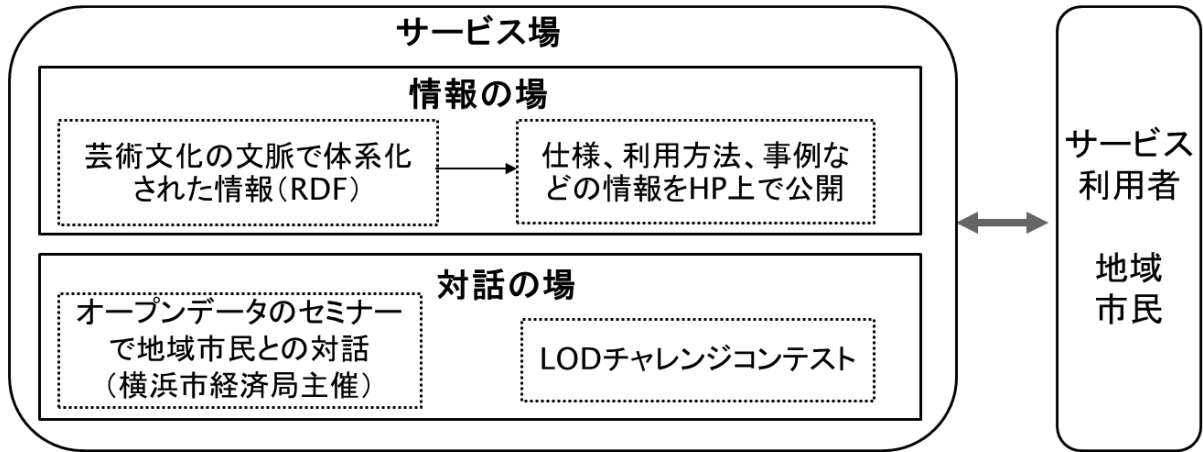 サービス場
情報の場
芸術文化の文脈で体系化
された情報（RDF）
仕様、利用方法、事例な
どの情報をHP上で公開
対話の場
オープンデータのセミナー
で地域市民との対話
（横浜市経済局主催）
LODチャレンジコンテスト
サービス
利用者
地域
市民